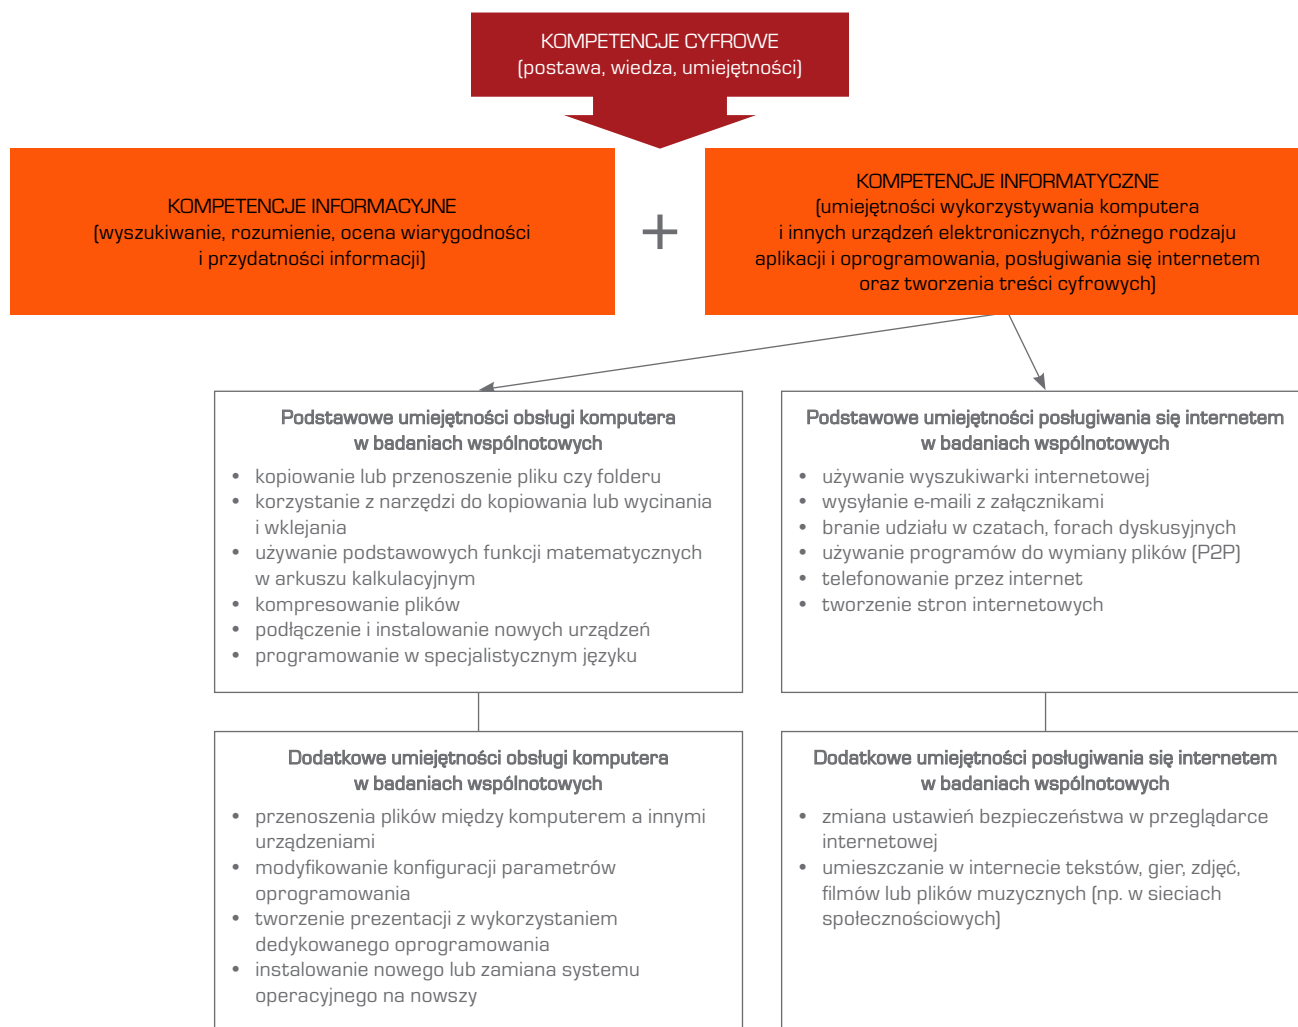 KOMPETENCJE CYFROWE
(postawa, wiedza, umiejętności)
KOMPETENCJE INFORMACYJNE
(wyszukiwanie, rozumienie, ocena wiarygodności
i przydatności informacji)
+
KOMPETENCJE INFORMATYCZNE
(umiejętności wykorzystywania komputera
i innych urządzeń elektronicznych, różnego rodzaju
aplikacji i oprogramowania, posługiwania się internetem
oraz tworzenia treści cyfrowych)
Podstawowe umiejętności obsługi komputera
w badaniach wspólnotowych
• kopiowanie lub przenoszenie pliku czy folderu
• korzystanie z narzędzi do kopiowania lub wycinania
i wklejania
• używanie podstawowych funkcji matematycznych
w arkuszu kalkulacyjnym
• kompresowanie plików
• podłączenie i instalowanie nowych urządzeń
• programowanie w specjalistycznym języku
Podstawowe umiejętności posługiwania się internetem
w badaniach wspólnotowych
• używanie wyszukiwarki internetowej
• wysyłanie e-maili z załącznikami
• branie udziału w czatach, forach dyskusyjnych
• używanie programów do wymiany plików (P2P)
• telefonowanie przez internet
• tworzenie stron internetowych
Dodatkowe umiejętności obsługi komputera
w badaniach wspólnotowych
• przenoszenia plików między komputerem a innymi
urządzeniami
• modyfikowanie konfiguracji parametrów
oprogramowania
• tworzenie prezentacji z wykorzystaniem
dedykowanego oprogramowania
• instalowanie nowego lub zamiana systemu
operacyjnego na nowszy
Dodatkowe umiejętności posługiwania się internetem
w badaniach wspólnotowych
• zmiana ustawień bezpieczeństwa w przeglądarce
internetowej
• umieszczanie w internecie tekstów, gier, zdjęć,
filmów lub plików muzycznych (np. w sieciach
społecznościowych)